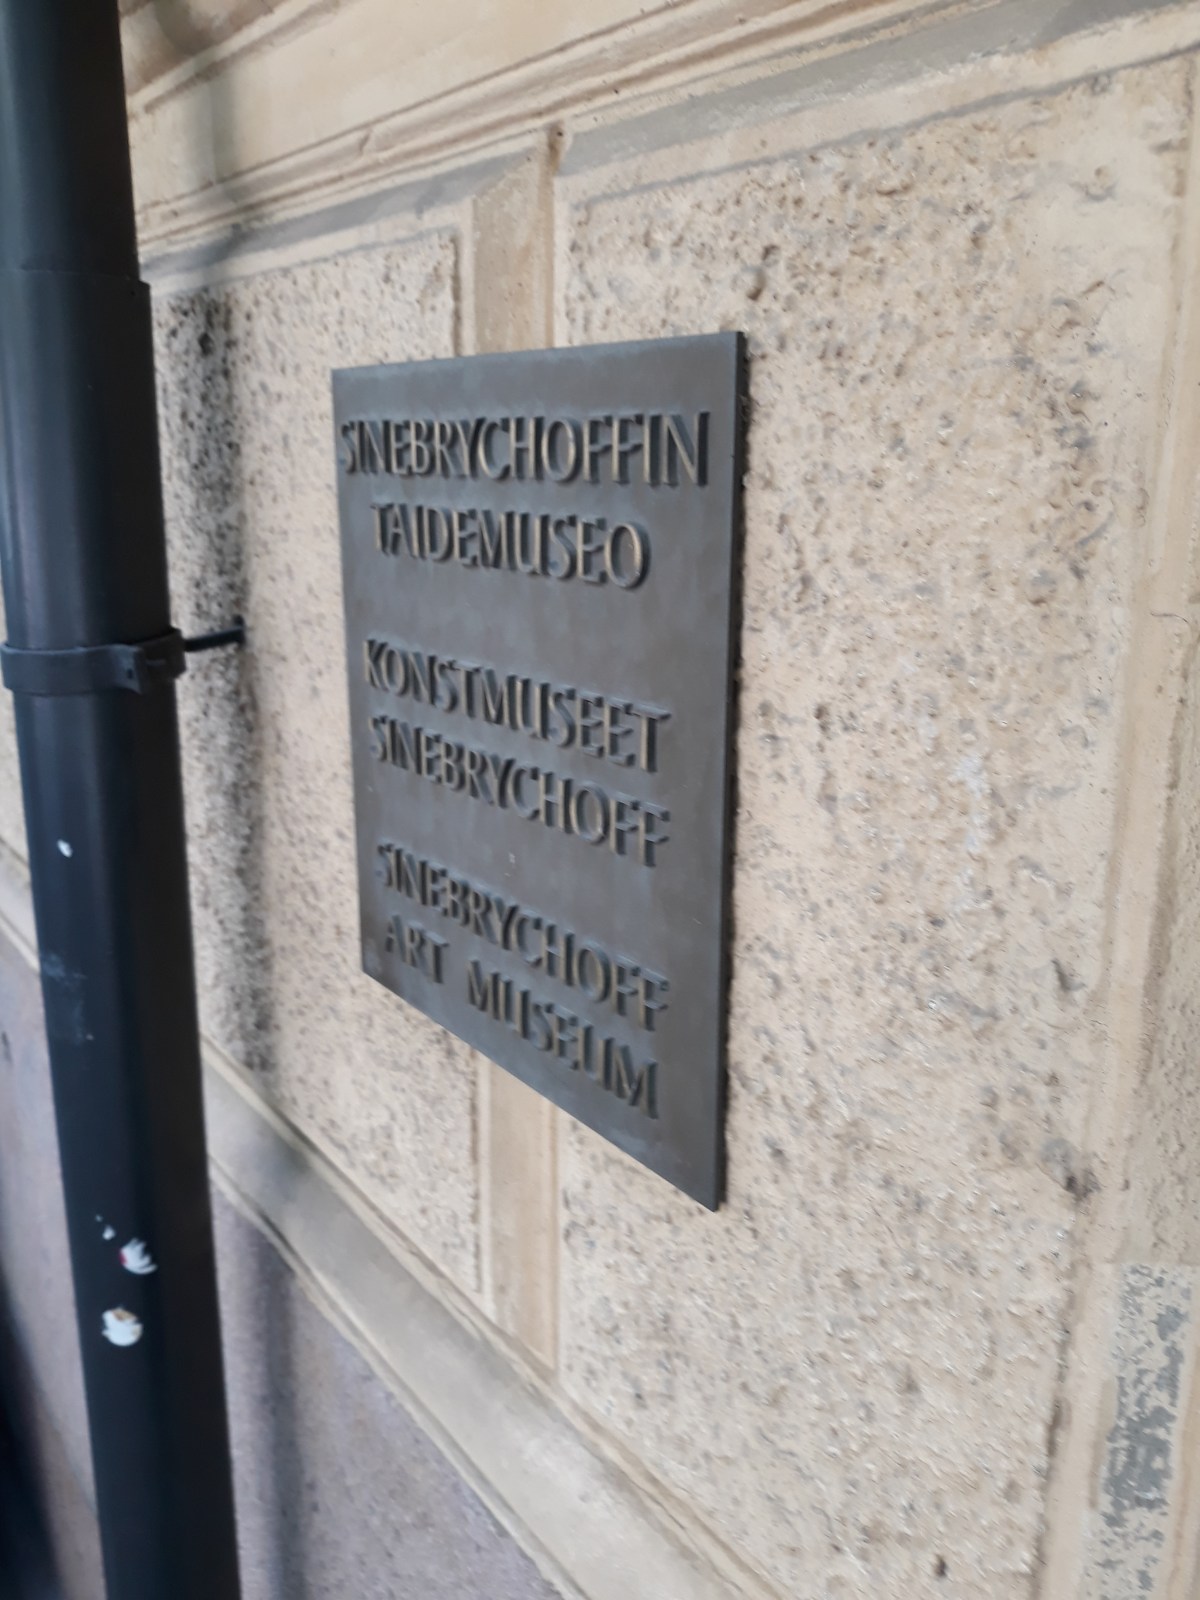 SINEBRYCHOFFIN
TAIDEMUSEO
KONSTMUSEET
SINEBRYCHOFF
SINEBRYCHOFF
ART MUSEUM